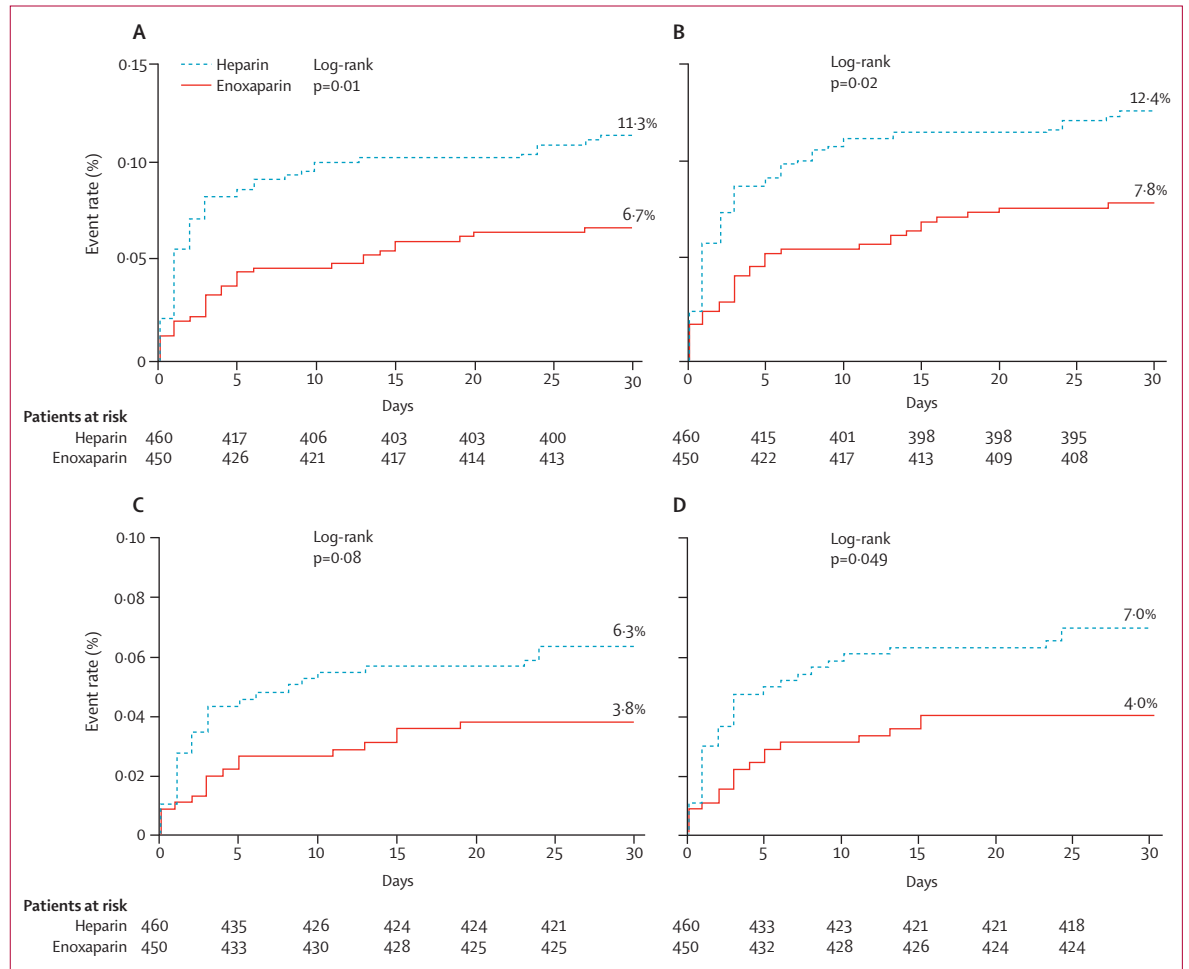 A
Heparin
Enoxaparin
Log-rank
p=0·01
0·15
0·10
0·05
0
Event rate (%)
11·3%
6·7%
0 5 10 15 20 25 30
Days
B
Log-rank
p=0·02
12·4%
7·8%
0 5 10 15 20 25 30
Days
Patients at risk
Heparin 460 417 406 403 403 400 460 415 401 398 398 395
Enoxaparin 450 426 421 417 414 413 450 422 417 413 409 408
C
Log-rank
p=0·08
0·10
0·08
0·06
0·04
0·02
0
Event rate (%)
6·3%
3·8%
0 5 10 15 20 25 30
Days
D
Log-rank
p=0·049
7·0%
4·0%
0 5 10 15 20 25 30
Days
Patients at risk
Heparin 460 435 426 424 424 421 460 433 423 421 421 418
Enoxaparin 450 433 430 428 425 425 450 432 428 426 424 424